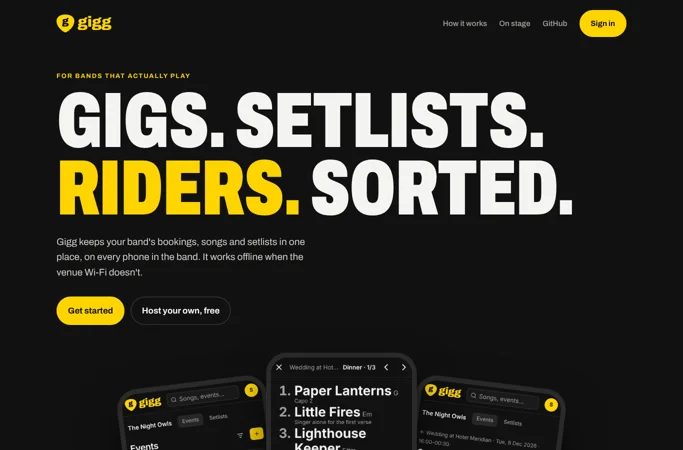 g gigg
How it works
On stage
GitHub
Sign in
FOR BANDS THAT ACTUALLY PLAY
GIGS. SETLISTS.
RIDERS. SORTED.
Gigg keeps your band's bookings, songs and setlists in one
place, on every phone in the band. It works offline when the
venue Wi-Fi doesn't.
Get started
Host your own, free
g gigg
Songs, events...
S
The Night Owls
Events
Setlists
Events
+
Wedding at Hot... Dinner · 1/3
1. Paper Lanterns G
Capo 2
2. Little Fires Em
Singer alone for the first verse
3. Lighthouse
Keeper
g gigg
Songs, events...
S
The Night Owls
Events
Setlists
Wedding at Hotel Meridian · Tue, 8 Dec 2026 ·
16:00–00:30